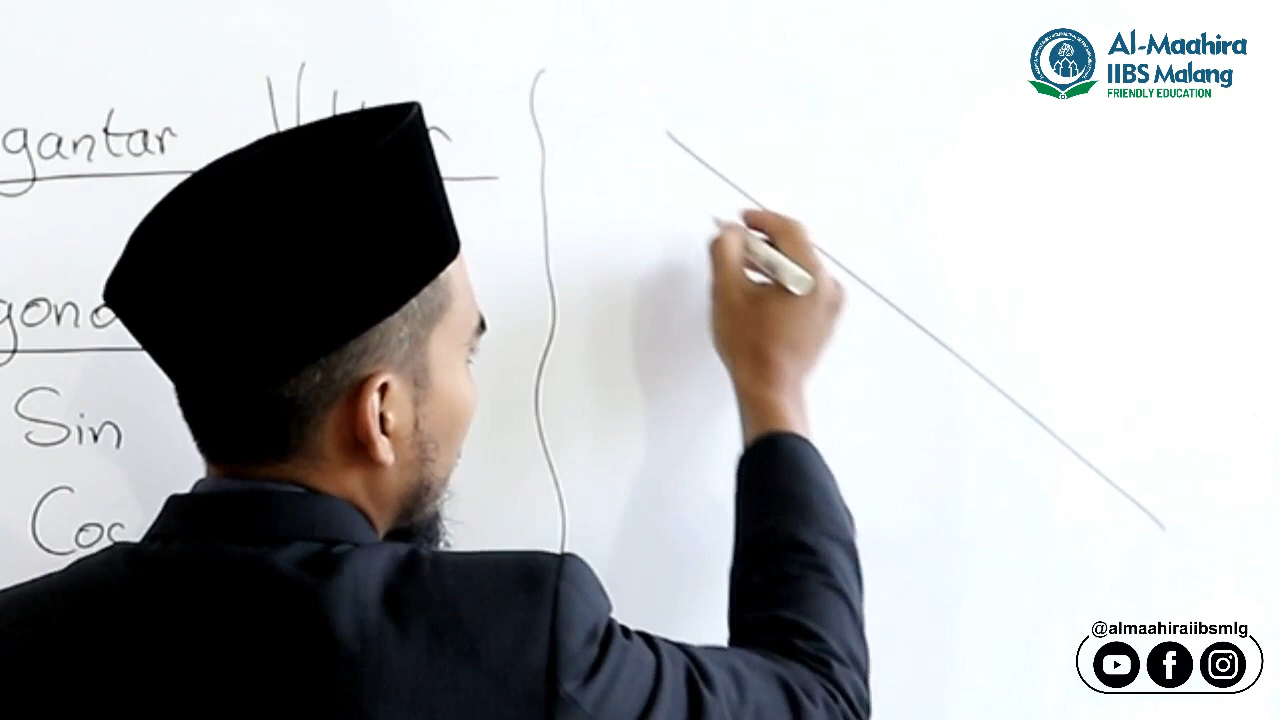 gantar
gono
Sin
Cos
Al-Maahira
IIBS Malang
FRIENDLY EDUCATION
@almaahiraiibsmlg